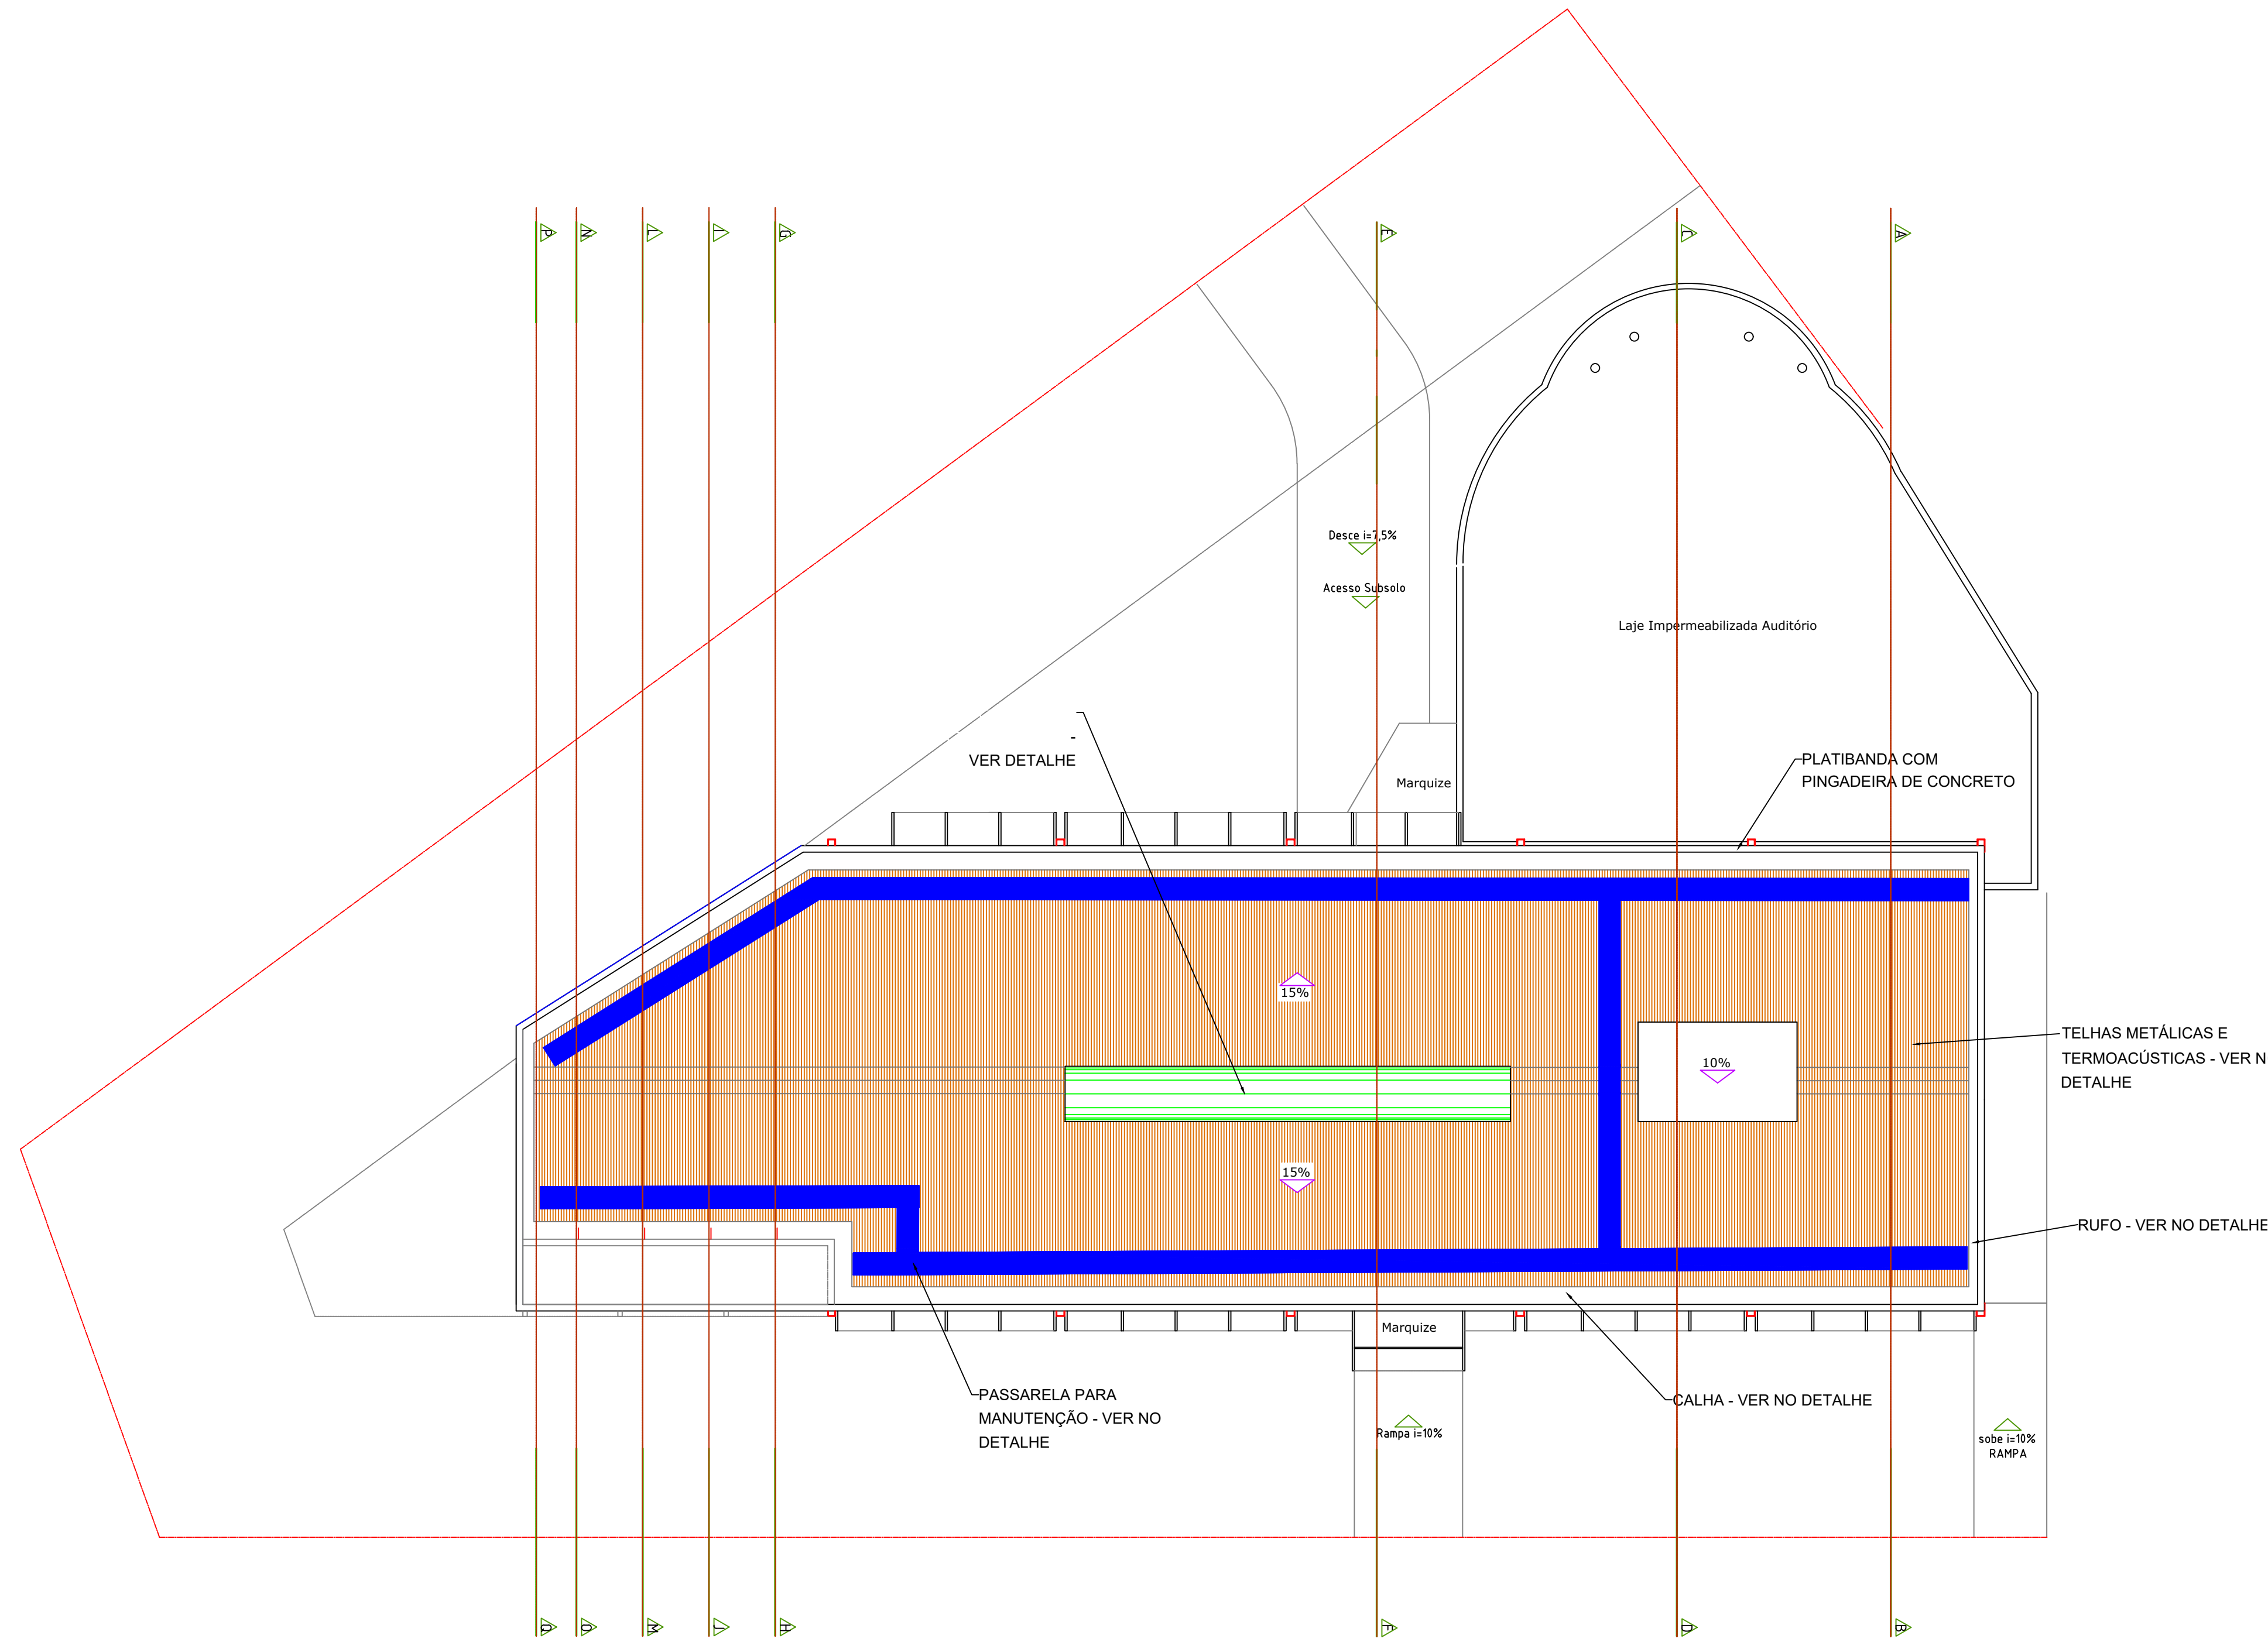 P
N
L
I
G
E
C
A
Desce i=7,5%
Acesso Subsolo
Laje Impermeabilizada Auditório
-
VER DETALHE
Marquize
PLATIBANDA COM
PINGADEIRA DE CONCRETO
15%
10%
TELHAS METÁLICAS E
TERMOACÚSTICAS - VER N
DETALHE
15%
RUFO - VER NO DETALHE
Marquize
PASSARELA PARA
MANUTENÇÃO - VER NO
DETALHE
CALHA - VER NO DETALHE
Rampa i=10%
sobe i=10%
RAMPA
Q
O
M
J
H
F
D
B